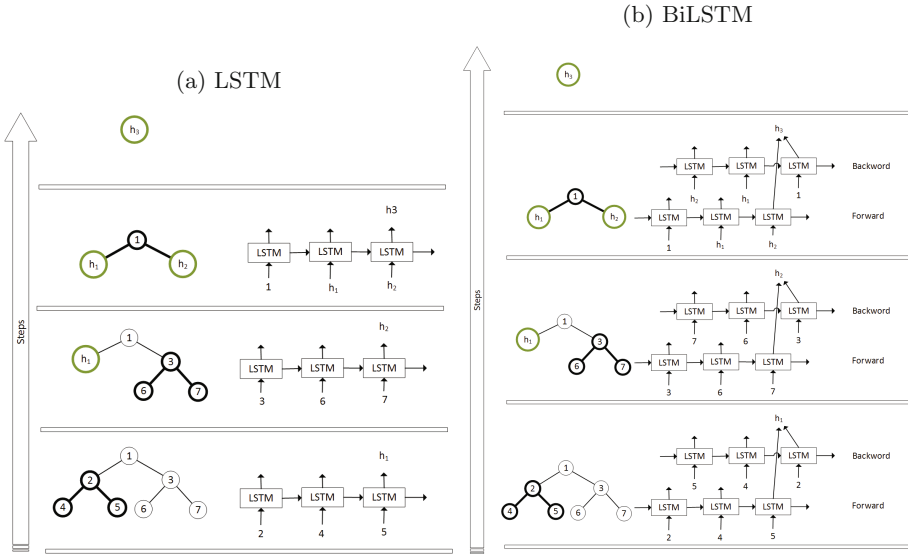 (a) LSTM
(b) BiLSTM
Steps
h3
1
h1 h2
h3
LSTM LSTM LSTM
1 h1 h2
1
h1 3
6 7
h2
LSTM LSTM LSTM
3 6 7
1
2 3
4 5 6 7
h1
LSTM LSTM LSTM
2 4 5
Steps
h3
h3
LSTM LSTM LSTM Backword
h2 h1 1
1
h1 h2
LSTM LSTM LSTM Forward
1 h1 h2
h2
LSTM LSTM LSTM Backword
7 6 3
1
h1 3
6 7
LSTM LSTM LSTM Forward
3 6 7
h1
LSTM LSTM LSTM Backword
5 4 2
1
2 3
4 5 6 7
LSTM LSTM LSTM Forward
2 4 5